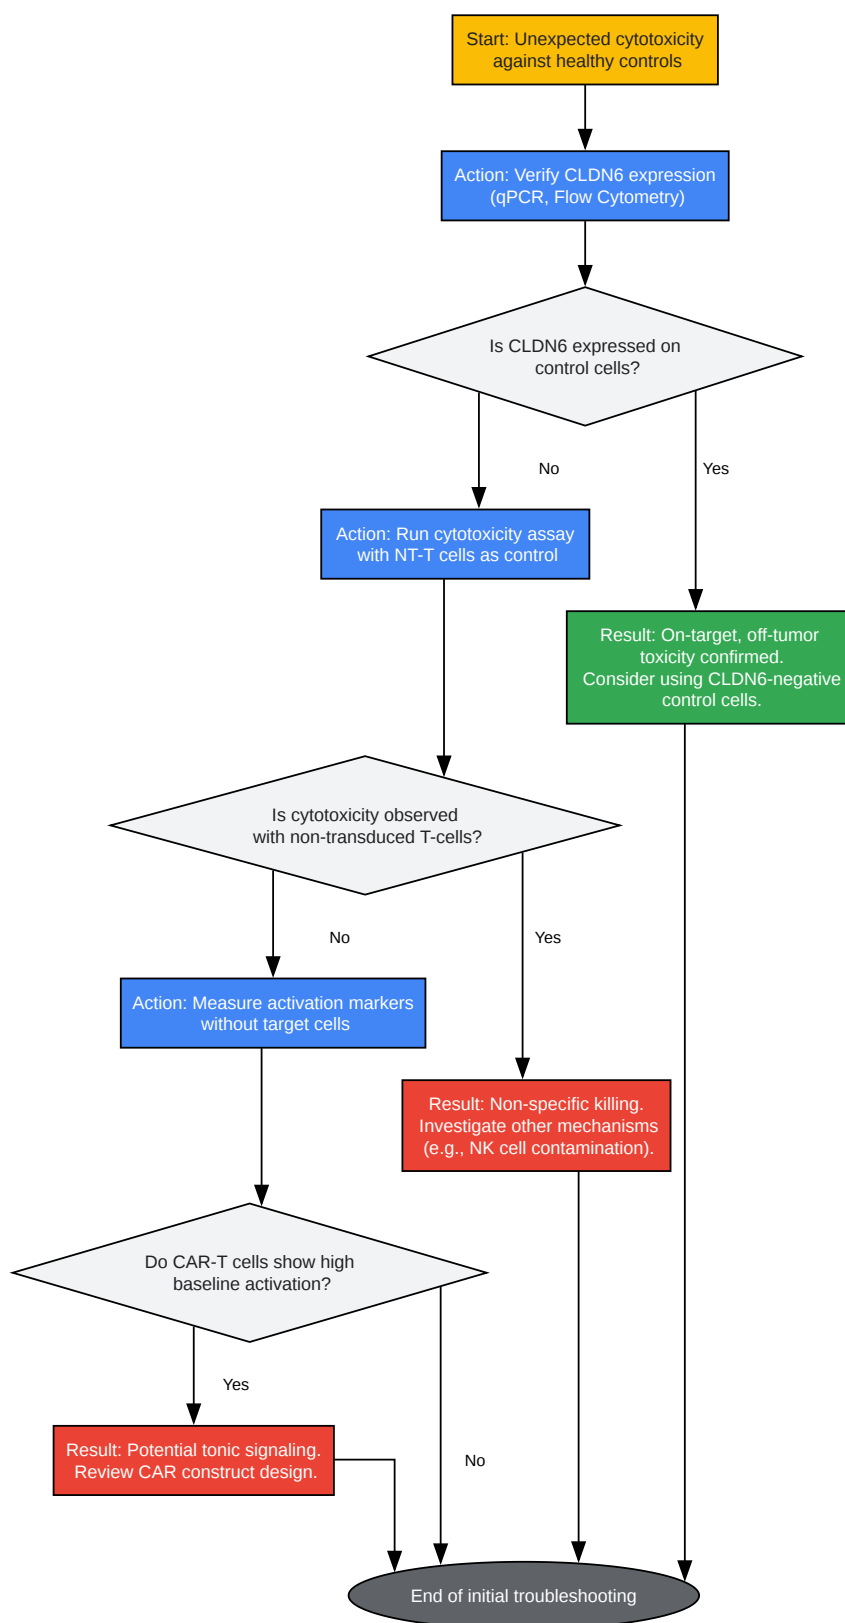 Start: Unexpected cytotoxicity
against healthy controls
Action: Verify CLDN6 expression
(qPCR, Flow Cytometry)
Is CLDN6 expressed on
control cells?
No
Yes
Action: Run cytotoxicity assay
with NT-T cells as control
Result: On-target, off-tumor
toxicity confirmed.
Consider using CLDN6-negative
control cells.
Is cytotoxicity observed
with non-transduced T-cells?
No
Yes
Action: Measure activation markers
without target cells
Result: Non-specific killing.
Investigate other mechanisms
(e.g., NK cell contamination).
Do CAR-T cells show high
baseline activation?
Yes
Result: Potential tonic signaling.
Review CAR construct design.
No
End of initial troubleshooting